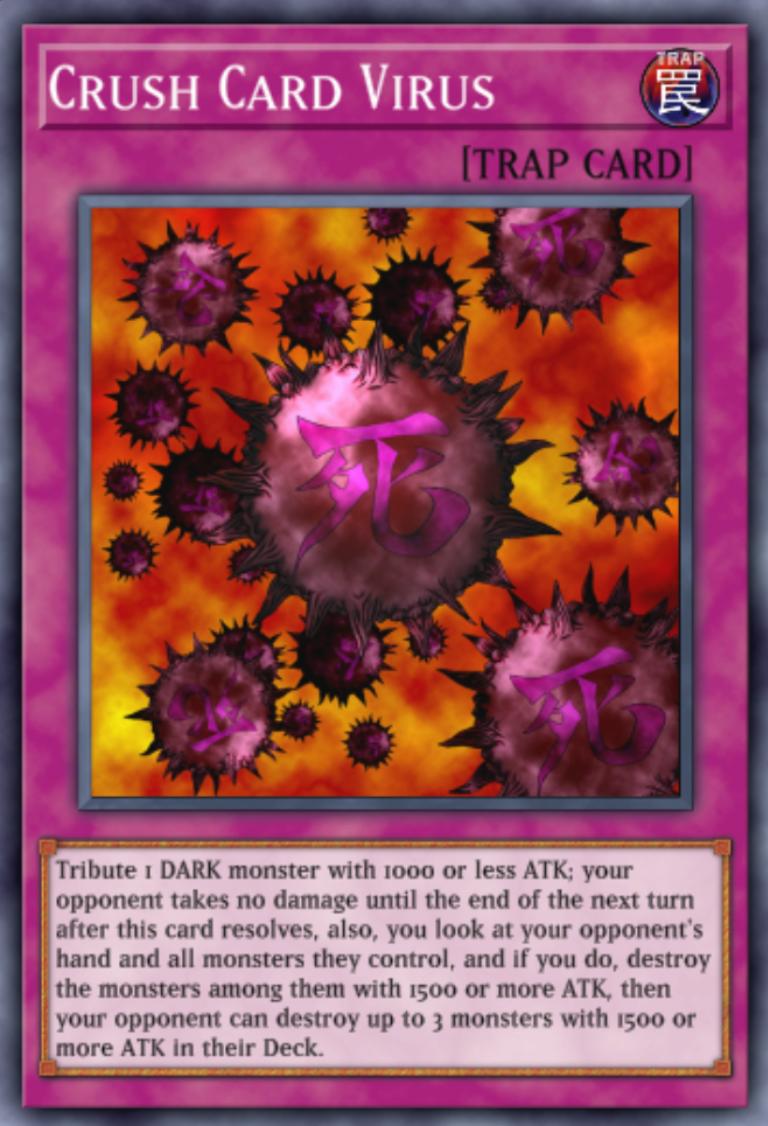 Crush Card Virus
TRAP
罠
[TRAP CARD]
死
死
死
Tribute 1 DARK monster with 1000 or less ATK; your
opponent takes no damage until the end of the next turn
after this card resolves, also, you look at your opponent's
hand and all monsters they control, and if you do, destroy
the monsters among them with 1500 or more ATK, then
your opponent can destroy up to 3 monsters with 1500 or
more ATK in their Deck.